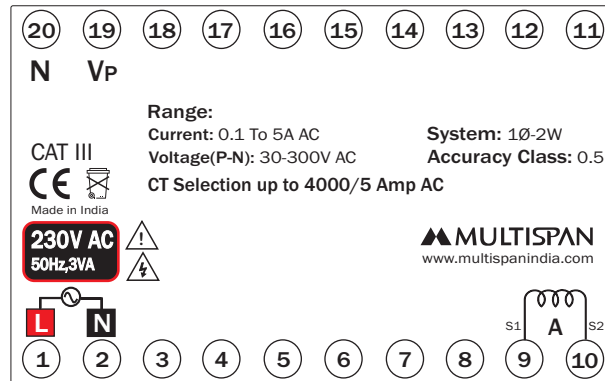 20 19 18 17 16 15 14 13 12 11
N VP
Range:
Current: 0.1 To 5A AC
Voltage(P-N): 30-300V AC
CT Selection up to 4000/5 Amp AC
System: 1Ø-2W
Accuracy Class: 0.5
CAT III
CE
Made in India
230V AC
50Hz,3VA
MULTISPAN
www.multispanindia.com
L N
S1 A S2
1 2 3 4 5 6 7 8 9 10